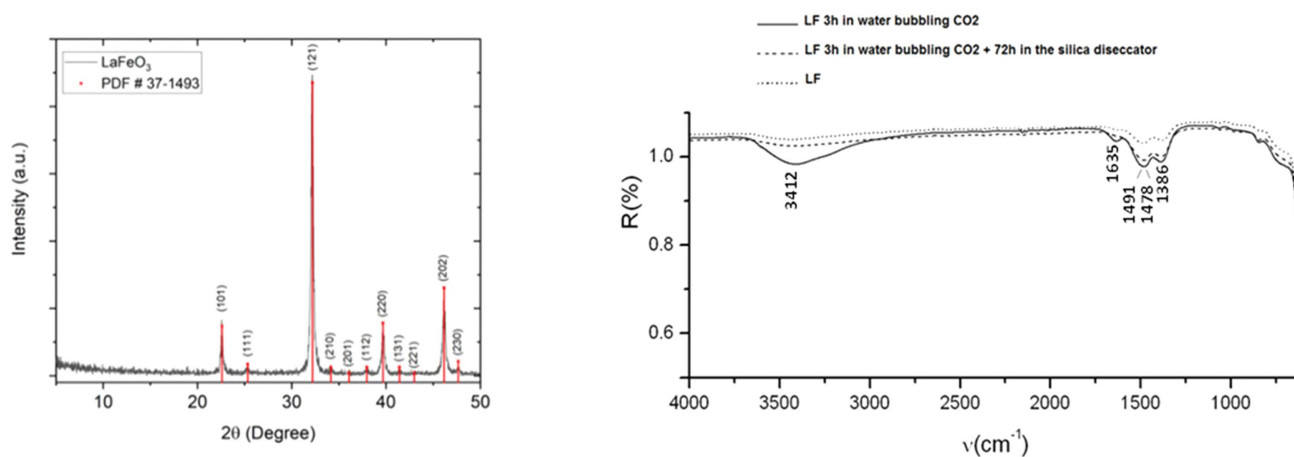 LaFeO₃
PDF # 37-1493
(121)
(101)
(111)
(210)
(201)
(112)
(220)
(131)
(221)
(202)
(230)
Intensity (a.u.)
10 20 30 40 50
2θ (Degree)
LF 3h in water bubbling CO2
LF 3h in water bubbling CO2 + 72h in the silica diseccator
LF
R(%)
1.0
0.8
0.6
3412
1635
1491
1478
1386
4000 3500 3000 2500 2000 1500 1000
ν(cm⁻¹)